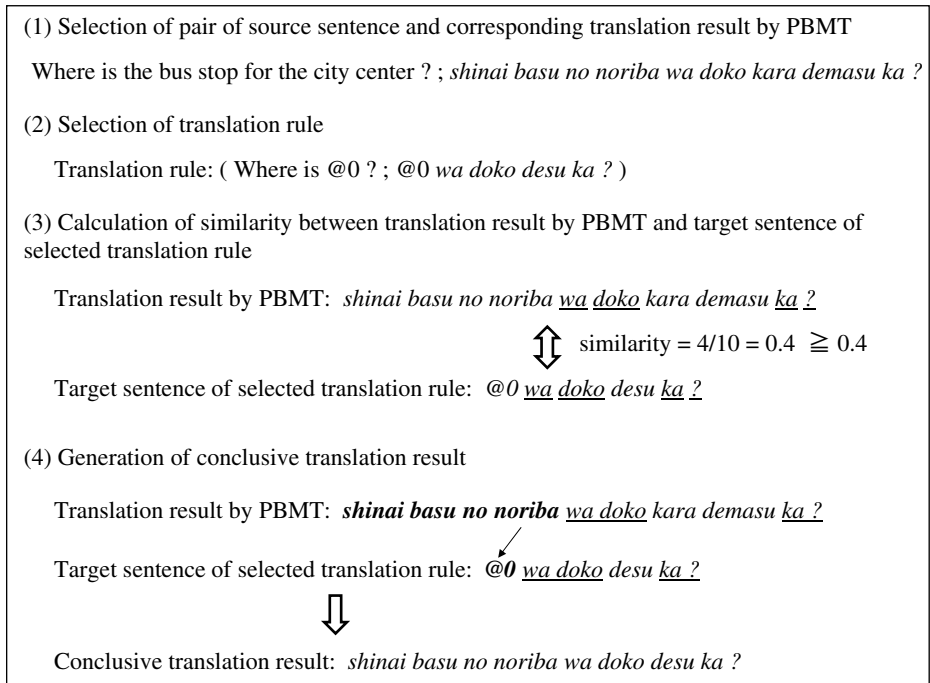 (1) Selection of pair of source sentence and corresponding translation result by PBMT
Where is the bus stop for the city center ? ; shinai basu no noriba wa doko kara demasu ka ?
(2) Selection of translation rule
Translation rule: ( Where is @0 ? ; @0 wa doko desu ka ? )
(3) Calculation of similarity between translation result by PBMT and target sentence of
selected translation rule
Translation result by PBMT: shinai basu no noriba wa doko kara demasu ka ?
similarity = 4/10 = 0.4 ≧ 0.4
Target sentence of selected translation rule: @0 wa doko desu ka ?
(4) Generation of conclusive translation result
Translation result by PBMT: shinai basu no noriba wa doko kara demasu ka ?
Target sentence of selected translation rule: @0 wa doko desu ka ?
Conclusive translation result: shinai basu no noriba wa doko desu ka ?